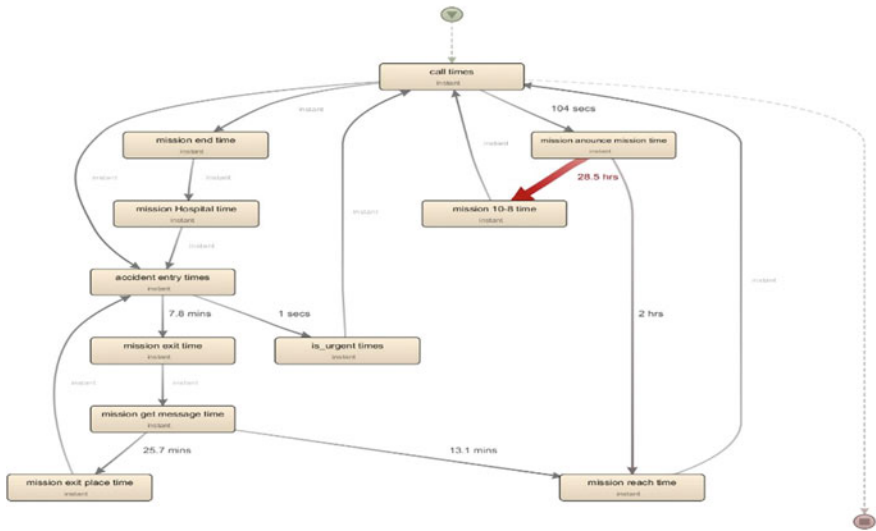 call times
instant
instant
104 secs
mission end time
instant
mission anounce mission time
instant
instant
instant
instant
28.5 hrs
mission Hospital time
instant
instant
mission 10-8 time
instant
instant
accident entry times
instant
instant
7.8 mins
1 secs
2 hrs
mission exit time
instant
is_urgent times
instant
instant
instant
mission get message time
instant
25.7 mins
13.1 mins
mission exit place time
instant
mission reach time
instant